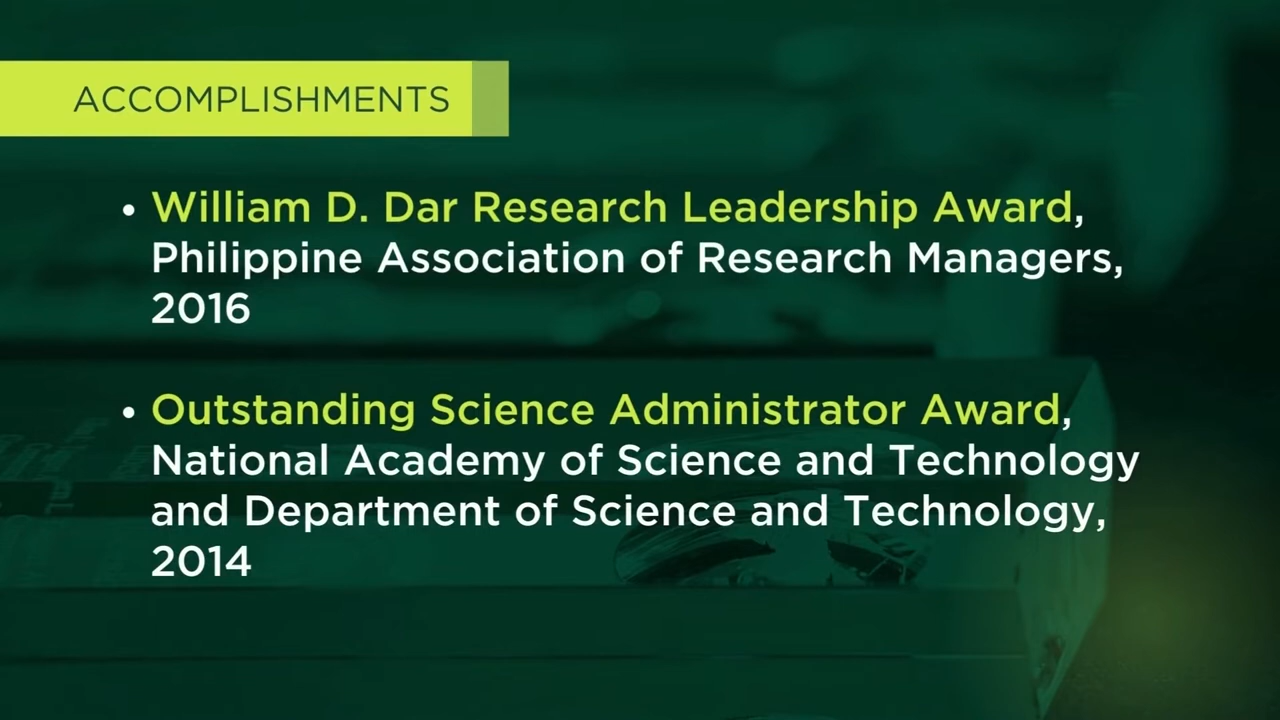 ACCOMPLISHMENTS
• William D. Dar Research Leadership Award,
Philippine Association of Research Managers,
2016
• Outstanding Science Administrator Award,
National Academy of Science and Technology
and Department of Science and Technology,
2014